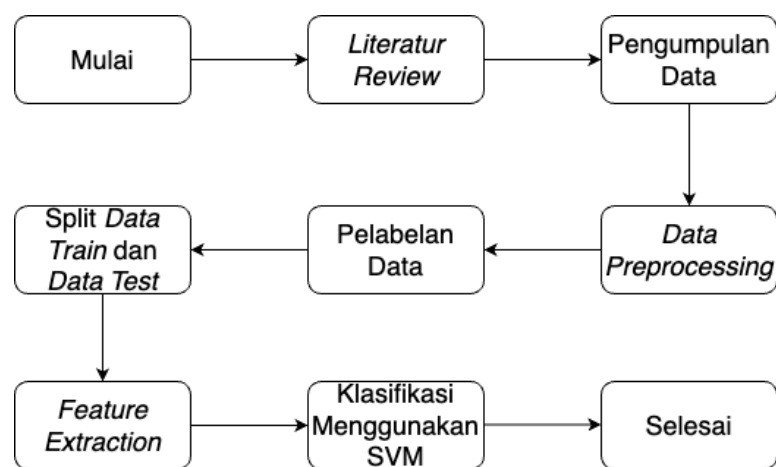 Mulai
Literatur
Review
Pengumpulan
Data
Data
Preprocessing
Pelabelan
Data
Split Data
Train dan
Data Test
Feature
Extraction
Klasifikasi
Menggunakan
SVM
Selesai